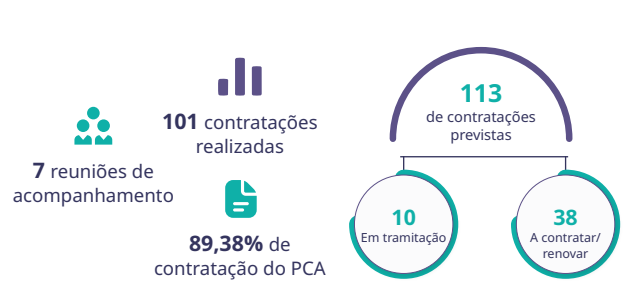 7 reuniões de
acompanhamento
101 contratações
realizadas
89,38% de
contratação do PCA
113
de contratações
previstas
10
Em tramitação
38
A contratar/
renovar